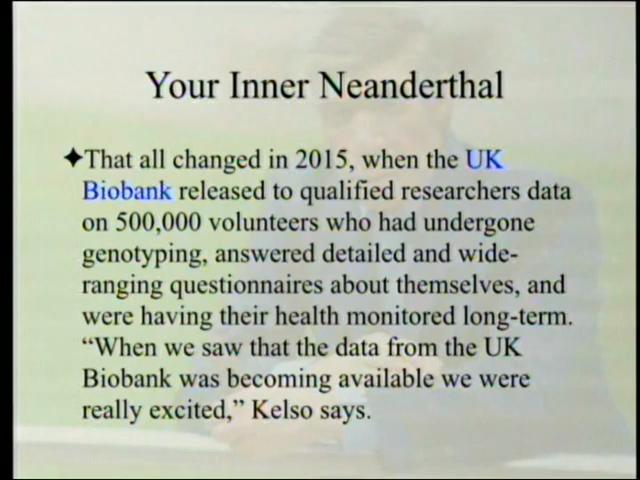 Your Inner Neanderthal
✦That all changed in 2015, when the UK
Biobank released to qualified researchers data
on 500,000 volunteers who had undergone
genotyping, answered detailed and wide-
ranging questionnaires about themselves, and
were having their health monitored long-term.
“When we saw that the data from the UK
Biobank was becoming available we were
really excited,” Kelso says.